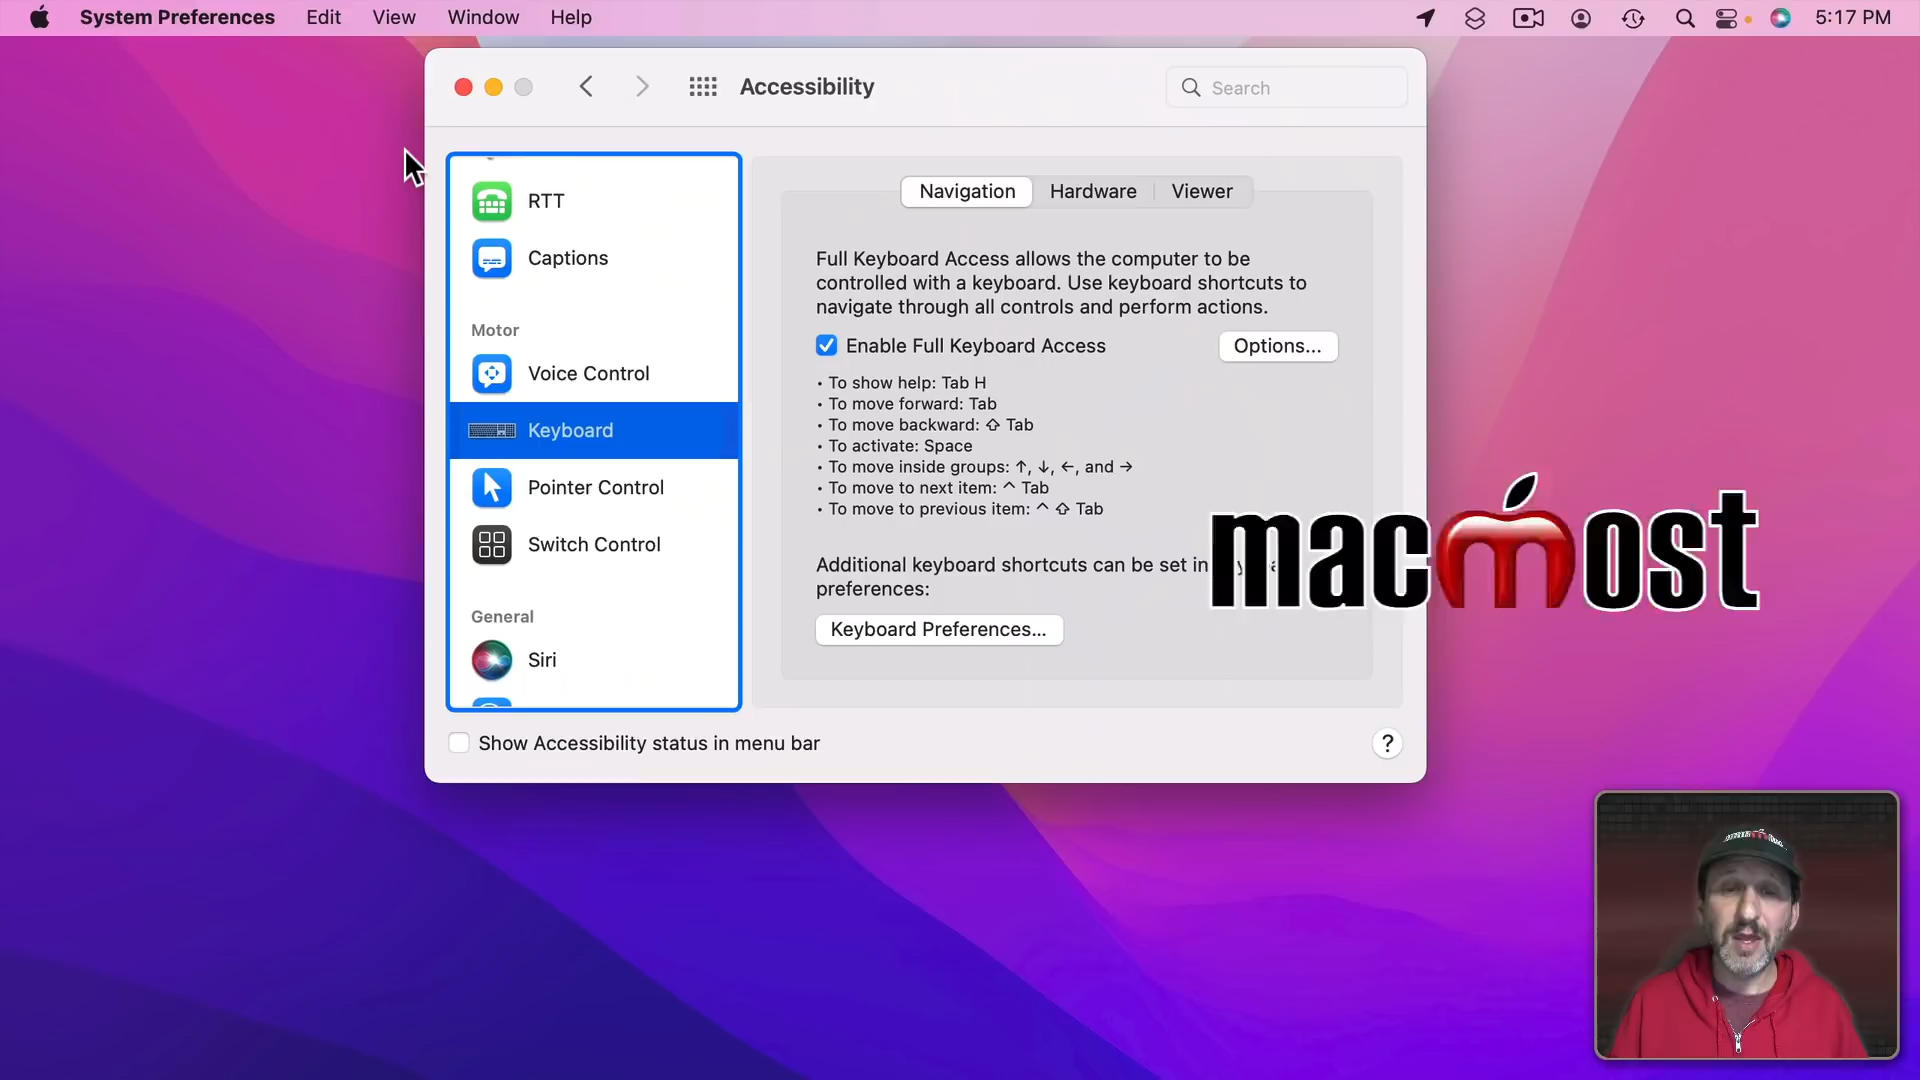 System Preferences File Edit View Window Help 5:17 PM
Accessibility
Search
RTT
Captions
Motor
Voice Control
Keyboard
Pointer Control
Switch Control
General
Siri
Navigation Hardware Viewer
Full Keyboard Access allows the computer to be
controlled with a keyboard. Use keyboard shortcuts to
navigate through all controls and perform actions.
Enable Full Keyboard Access
Options...
• To show help: Tab H
• To move forward: Tab
• To move backward: ⇧ Tab
• To activate: Space
• To move inside groups: ↑, ↓, ←, and →
• To move to next item: ^ Tab
• To move to previous item: ^ ⇧ Tab
Additional keyboard shortcuts can be set in
preferences:
Keyboard Preferences...
macmost
Show Accessibility status in menu bar
?
macmost